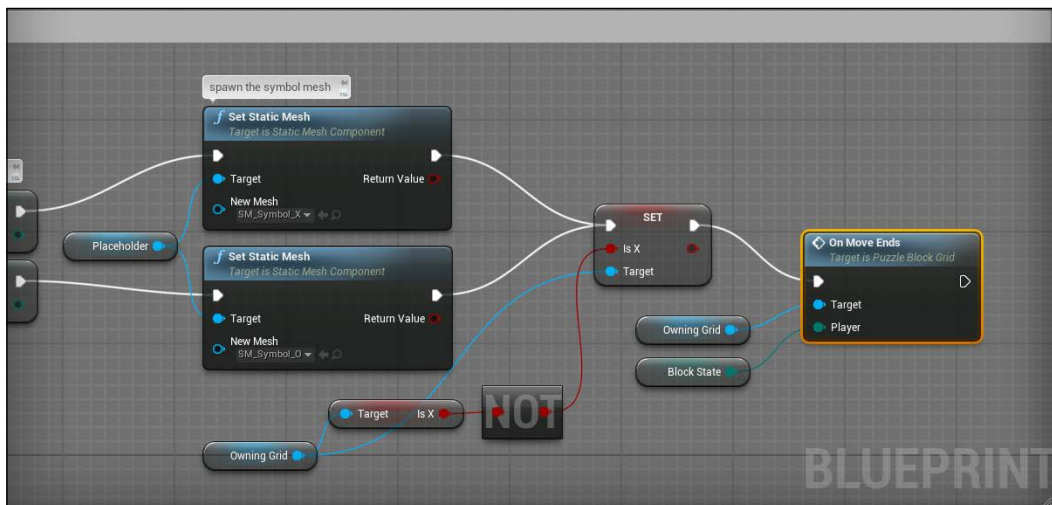 spawn the symbol mesh
f Set Static Mesh
Target is Static Mesh Component
Target
Return Value
New Mesh
SM_Symbol_X
Placeholder
f Set Static Mesh
Target is Static Mesh Component
Target
Return Value
New Mesh
SM_Symbol_O
SET
Is X
Target
On Move Ends
Target is Puzzle Block Grid
Target
Player
Owning Grid
Block State
Target Is X
NOT
Owning Grid
BLUEPRINT